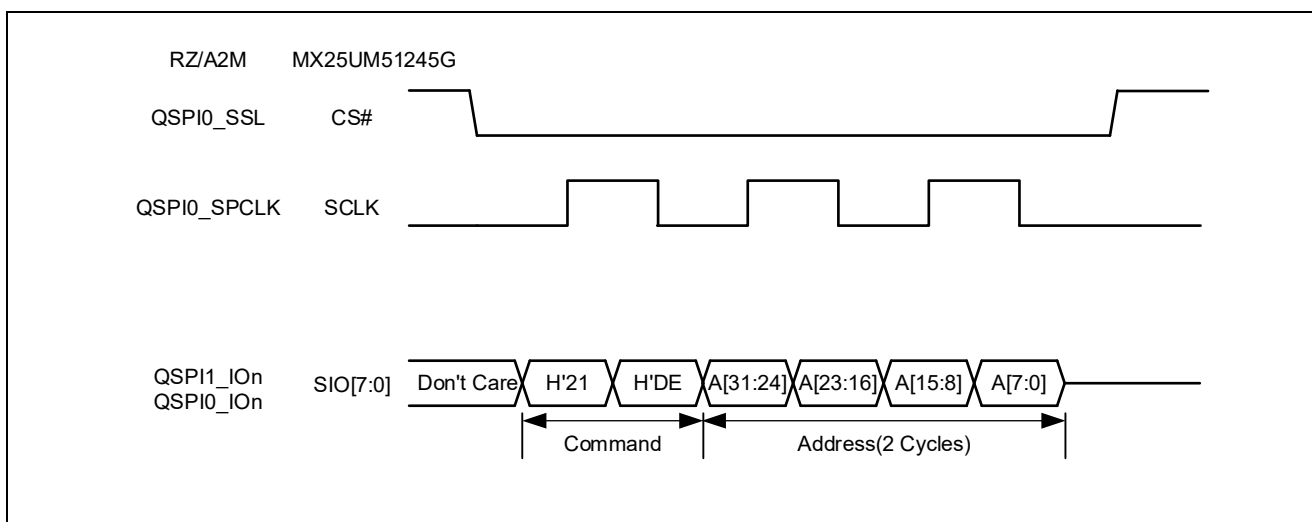 RZ/A2M MX25UM51245G
QSPI0_SSL CS#
QSPI0_SPCLK SCLK
QSPI1_IOn
QSPI0_IOn
SIO[7:0]
Don't Care H'21 H'DE A[31:24] A[23:16] A[15:8] A[7:0]
Command Address(2 Cycles)